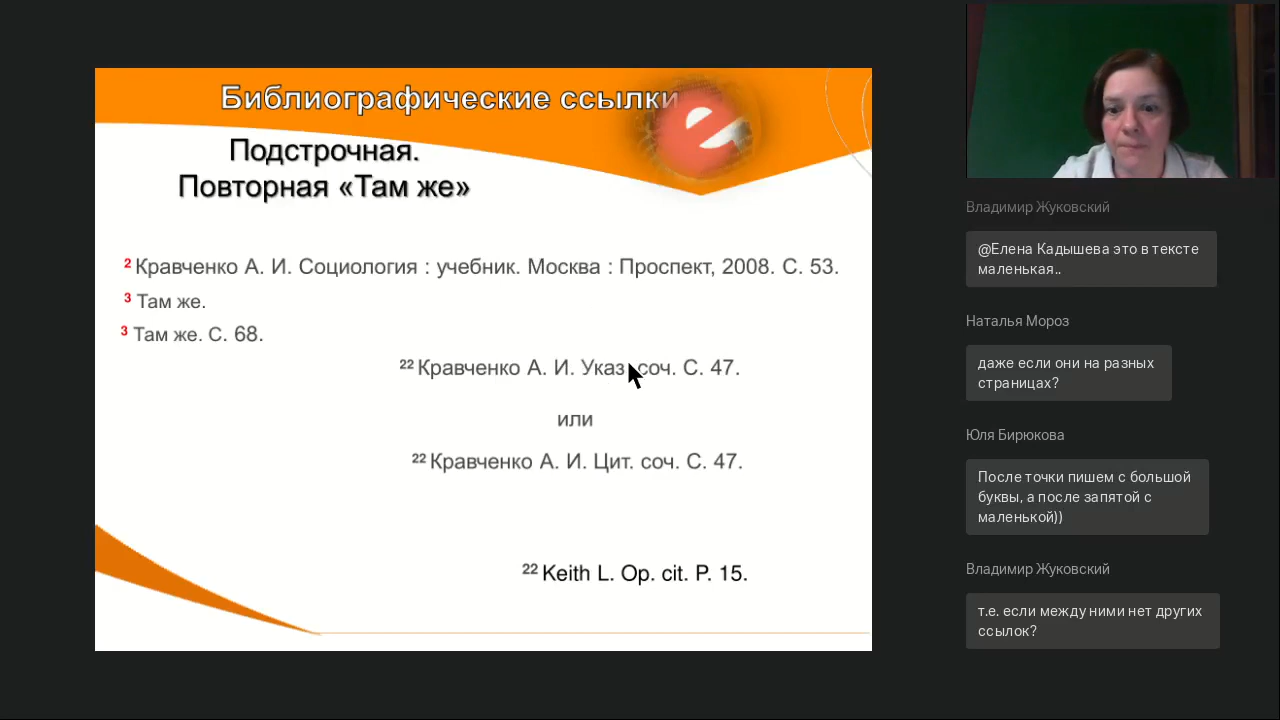 Библиографические ссылки
Подстрочная.
Повторная «Там же»
2 Кравченко А. И. Социология : учебник. Москва : Проспект, 2008. С. 53.
3 Там же.
3 Там же. С. 68.
22 Кравченко А. И. Указ. соч. С. 47.
или
22 Кравченко А. И. Цит. соч. С. 47.
22 Keith L. Op. cit. P. 15.
Владимир Жуковский
@Елена Кадышева это в тексте
маленькая..
Наталья Мороз
даже если они на разных
страницах?
Юля Бирюкова
После точки пишем с большой
буквы, а после запятой с
маленькой))
Владимир Жуковский
т.е. если между ними нет других
ссылок?